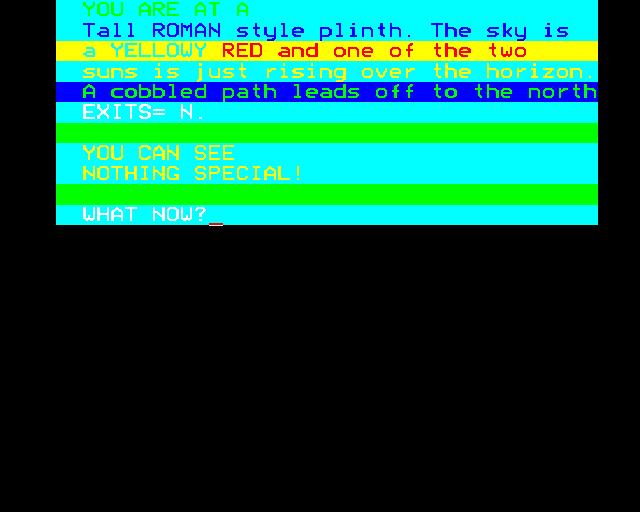 YOU ARE AT A
Tall ROMAN style plinth. The sky is
a YELLOWY RED and one of the two
suns is just rising over the horizon.
A cobbled path leads off to the north
EXITS= N.
YOU CAN SEE
NOTHING SPECIAL!
WHAT NOW?_